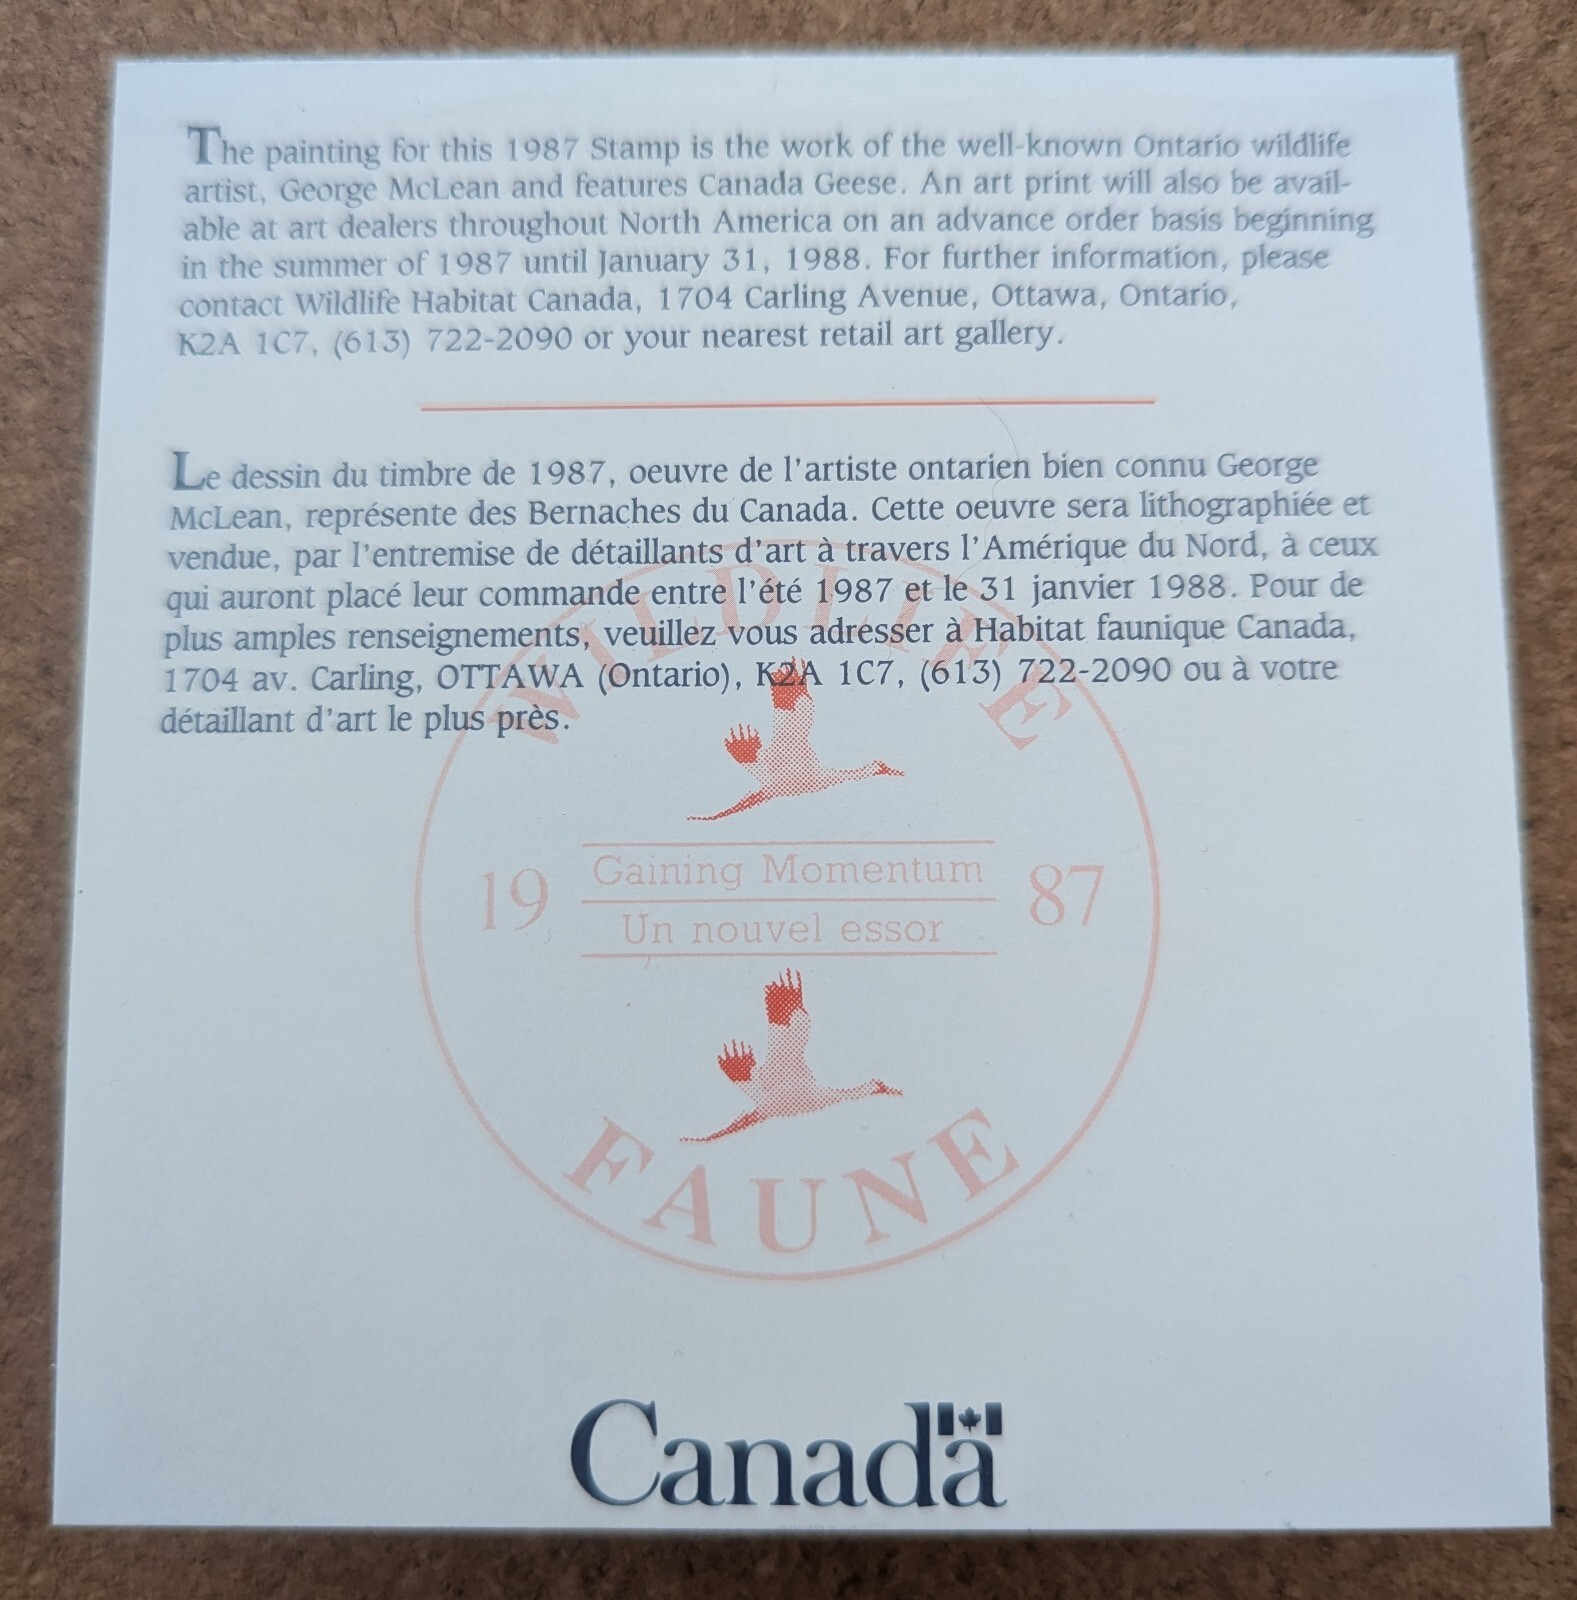 The painting for this 1987 Stamp is the work of the well-known Ontario wildlife
artist, George McLean and features Canada Geese. An art print will also be avail-
able at art dealers throughout North America on an advance order basis beginning
in the summer of 1987 until January 31, 1988. For further information, please
contact Wildlife Habitat Canada, 1704 Carling Avenue, Ottawa, Ontario,
K2A 1C7, (613) 722-2090 or your nearest retail art gallery.
Le dessin du timbre de 1987, oeuvre de l'artiste ontarien bien connu George
McLean, représente des Bernaches du Canada. Cette oeuvre sera lithographiée et
vendue, par l'entremise de détaillants d'art à travers l'Amérique du Nord, à ceux
qui auront placé leur commande entre l'été 1987 et le 31 janvier 1988. Pour de
plus amples renseignements, veuillez vous adresser à Habitat faunique Canada,
1704 av. Carling, OTTAWA (Ontario), K2A 1C7, (613) 722-2090 ou à votre
détaillant d'art le plus près.
WILDLIFE
19 87
Gaining Momentum
Un nouvel essor
FAUNE
Canada